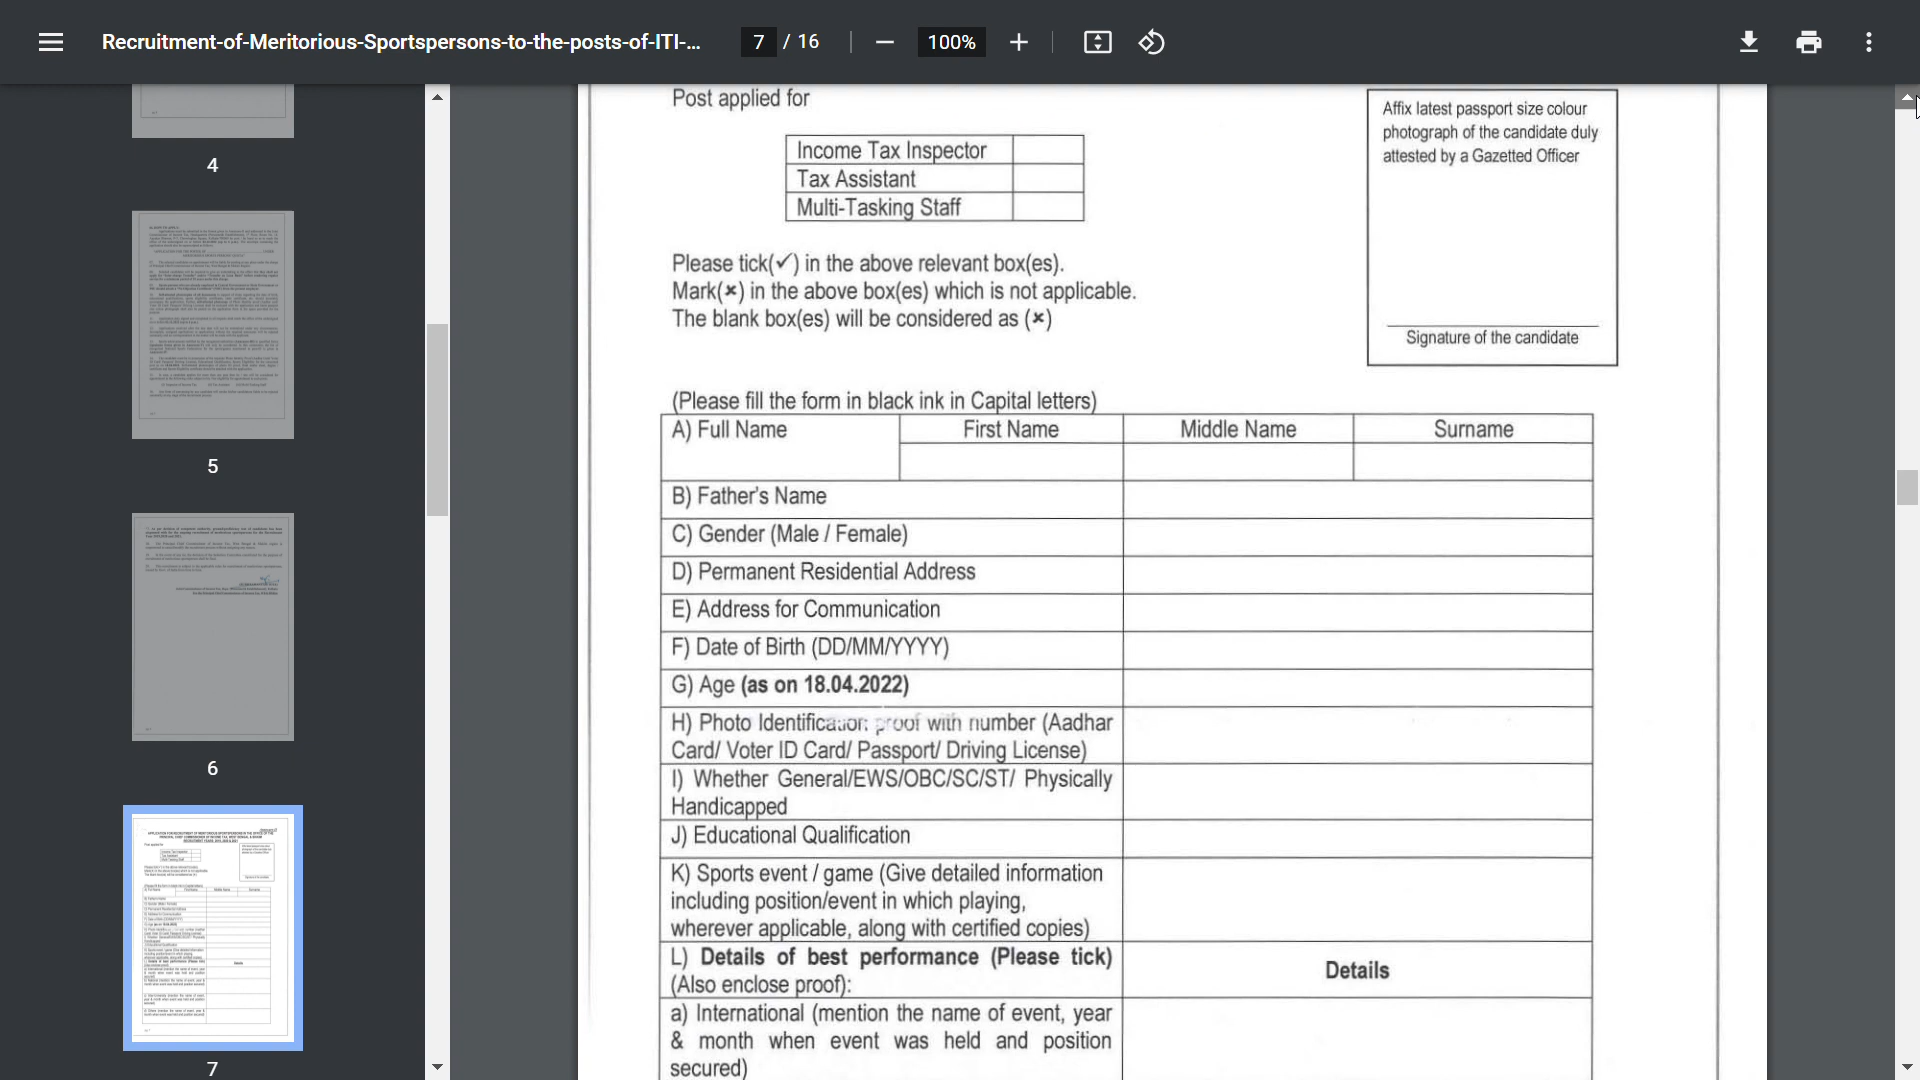 Recruitment-of-Meritorious-Sportspersons-to-the-posts-of-ITI-...
7 / 16
100%
4
5
6
7
Post applied for
Income Tax Inspector
Tax Assistant
Multi-Tasking Staff
Affix latest passport size colour
photograph of the candidate duly
attested by a Gazetted Officer
Signature of the candidate
Please tick(✓) in the above relevant box(es).
Mark(×) in the above box(es) which is not applicable.
The blank box(es) will be considered as (×)
(Please fill the form in black ink in Capital letters)
A) Full Name
First Name
Middle Name
Surname
B) Father's Name
C) Gender (Male / Female)
D) Permanent Residential Address
E) Address for Communication
F) Date of Birth (DD/MM/YYYY)
G) Age (as on 18.04.2022)
H) Photo Identification proof with number (Aadhar
Card/ Voter ID Card/ Passport/ Driving License)
I) Whether General/EWS/OBC/SC/ST/ Physically
Handicapped
J) Educational Qualification
K) Sports event / game (Give detailed information
including position/event in which playing,
wherever applicable, along with certified copies)
L) Details of best performance (Please tick)
(Also enclose proof):
Details
a) International (mention the name of event, year
& month when event was held and position
secured)